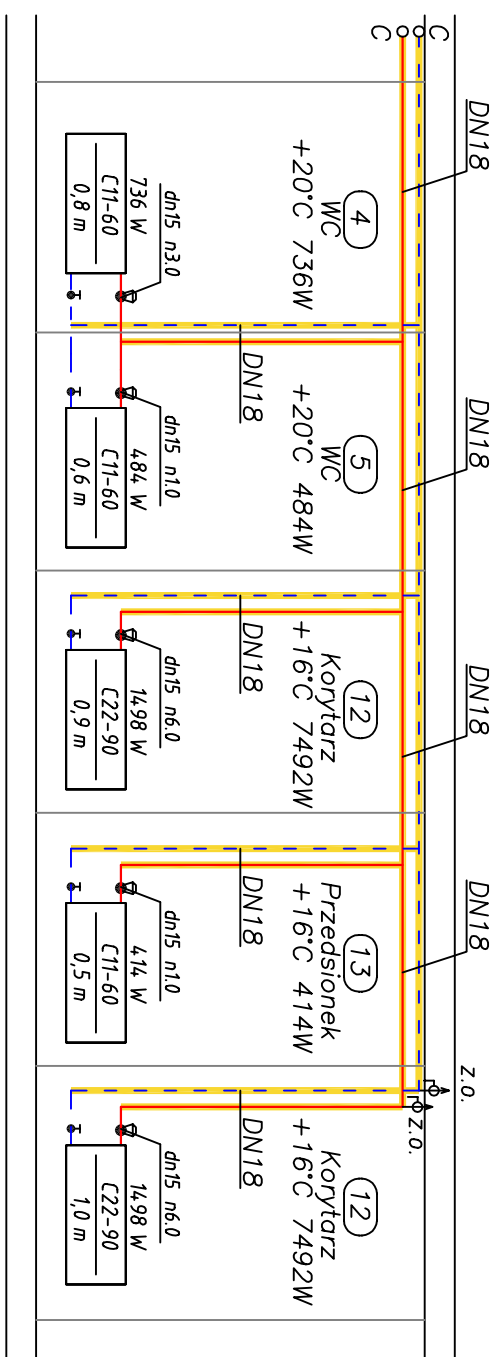 C
C
DN18
DN18
DN18
DN18
z.o.
z.o.
4
WC
+20°C 736W
5
WC
+20°C 484W
12
Korytarz
+16°C 7492W
13
Przedsionek
+16°C 414W
12
Korytarz
+16°C 7492W
DN18
DN18
DN18
DN18
dn15 n3.0
736 W
C11-60
0,8 m
dn15 n1.0
484 W
C11-60
0,6 m
dn15 n6.0
1498 W
C22-90
0,9 m
dn15 n1.0
414 W
C11-60
0,5 m
dn15 n6.0
1498 W
C22-90
1,0 m